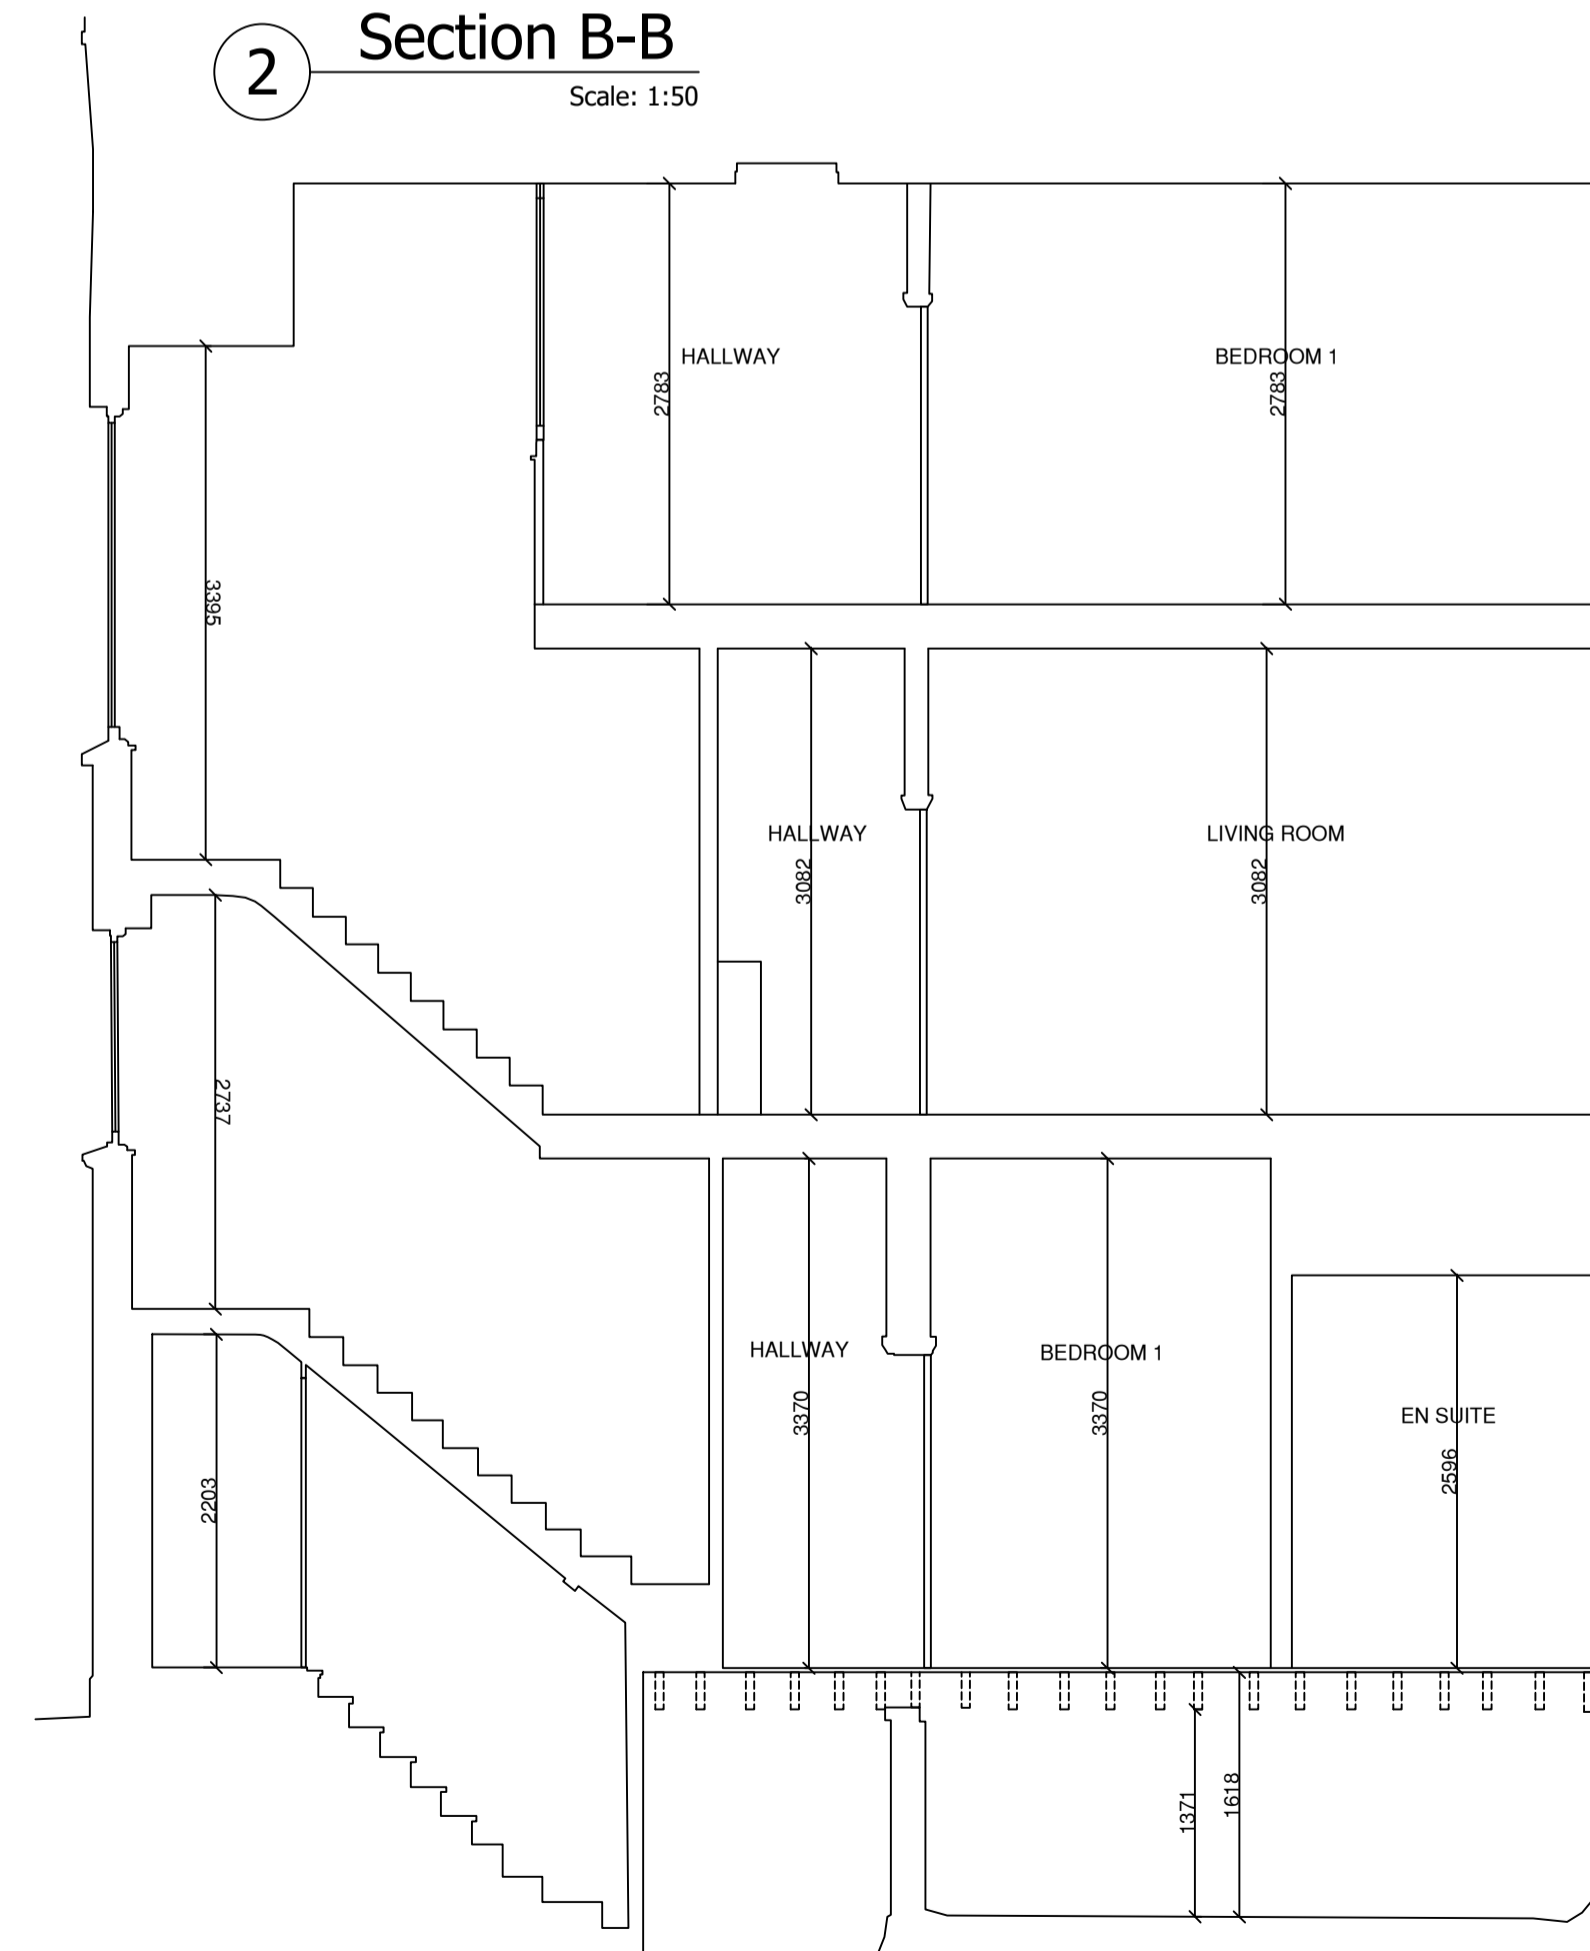 2
Section B-B
Scale: 1:50
HALLWAY
2783
BEDROOM 1
2783
3395
HALLWAY
3082
LIVING ROOM
3082
2737
HALLWAY
3370
BEDROOM 1
3370
EN SUITE
2596
2203
1371
1618